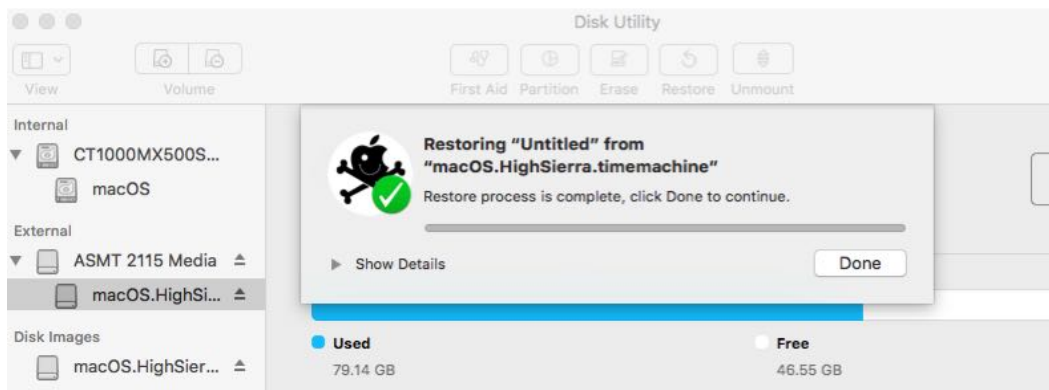 Disk Utility
View
Volume
First Aid
Partition
Erase
Restore
Unmount
Internal
CT1000MX500S...
macOS
External
ASMT 2115 Media
macOS.HighSi...
Disk Images
macOS.HighSier...
Restoring “Untitled” from
“macOS.HighSierra.timemachine”
Restore process is complete, click Done to continue.
Show Details
Done
Used
79.14 GB
Free
46.55 GB